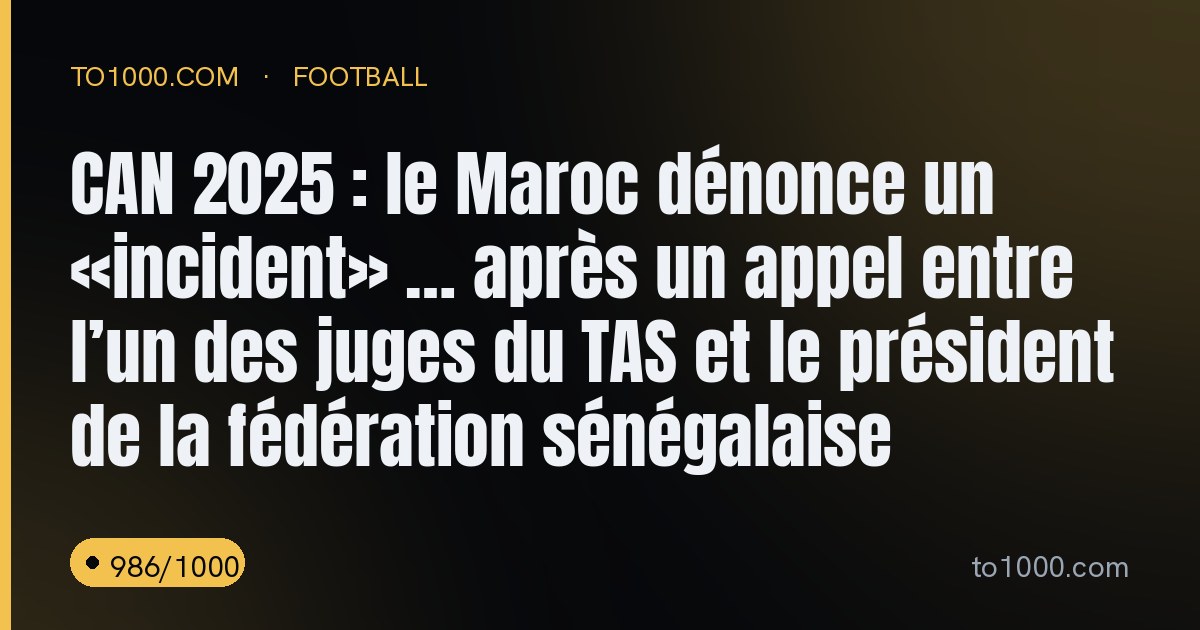 TO1000.COM · FOOTBALL
CAN 2025 : le Maroc dénonce un
«incident» ... après un appel entre
l’un des juges du TAS et le président
de la fédération sénégalaise
986/1000
to1000.com